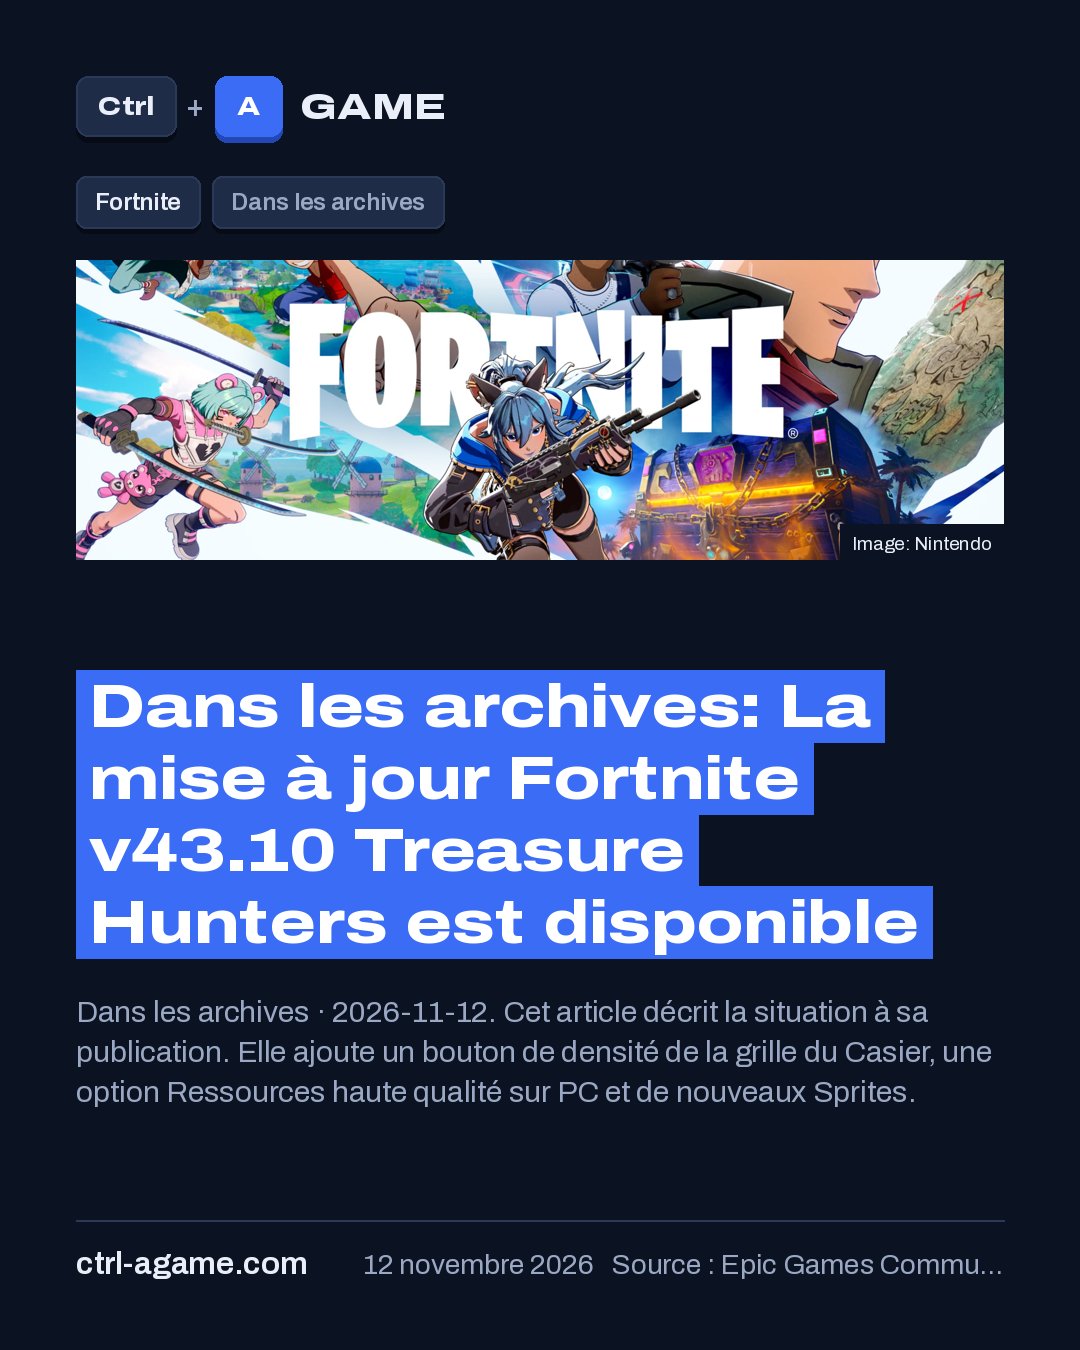 Ctrl + A GAME
Fortnite Dans les archives
FORTNITE ®
Image: Nintendo
Dans les archives: La
mise à jour Fortnite
v43.10 Treasure
Hunters est disponible
Dans les archives · 2026-11-12. Cet article décrit la situation à sa
publication. Elle ajoute un bouton de densité de la grille du Casier, une
option Ressources haute qualité sur PC et de nouveaux Sprites.
ctrl-agame.com 12 novembre 2026 Source : Epic Games Commu...